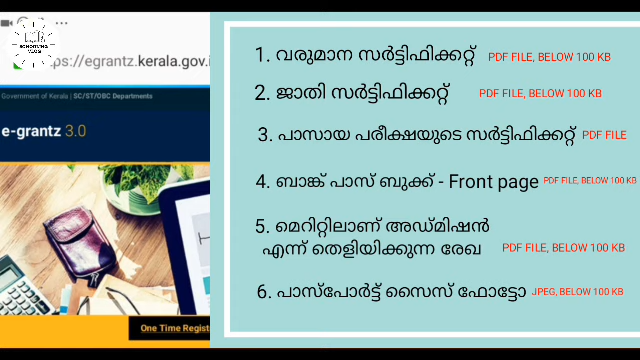 https://egrantz.kerala.gov.i
Government of Kerala | SC/ST/OBC Departments
e-grantz 3.0
One Time Regist
1. വരുമാന സർട്ടിഫിക്കറ്റ് PDF FILE, BELOW 100 KB
2. ജാതി സർട്ടിഫിക്കറ്റ് PDF FILE, BELOW 100 KB
3. പാസായ പരീക്ഷയുടെ സർട്ടിഫിക്കറ്റ് PDF FILE
4. ബാങ്ക് പാസ് ബുക്ക് - Front page PDF FILE, BELOW 100 KB
5. മെറിറ്റിലാണ് അഡ്മിഷൻ
എന്ന് തെളിയിക്കുന്ന രേഖ PDF FILE, BELOW 100 KB
6. പാസ്പോർട്ട് സൈസ് ഫോട്ടോ JPEG, BELOW 100 KB